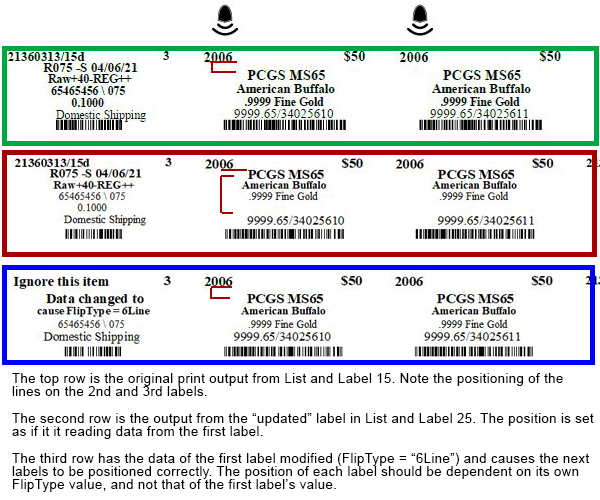 21360313/15d 3 2006 $50 2006 $50
R075 -S 04/06/21 PCGS MS65 PCGS MS65
Raw+40-REG++ American Buffalo American Buffalo
65465456 \ 075 .9999 Fine Gold .9999 Fine Gold
0.1000 9999.65/34025610 9999.65/34025611
Domestic Shipping
21360313/15d 3 2006 $50 2006 $50
R075 -S 04/06/21 PCGS MS65 PCGS MS65
Raw+40-REG++ American Buffalo American Buffalo
65465456 \ 075 .9999 Fine Gold .9999 Fine Gold
0.1000
Domestic Shipping 9999.65/34025610 9999.65/34025611
Ignore this item 3 2006 $50 2006 $50
Data changed to PCGS MS65 PCGS MS65
cause FlipType = 6Line American Buffalo American Buffalo
65465456 \ 075 .9999 Fine Gold .9999 Fine Gold
Domestic Shipping 9999.65/34025610 9999.65/34025611
The top row is the original print output from List and Label 15. Note the positioning of the
lines on the 2nd and 3rd labels.
The second row is the output from the “updated” label in List and Label 25. The position is set
as if it it reading data from the first label.
The third row has the data of the first label modified (FlipType = “6Line”) and causes the next
labels to be positioned correctly. The position of each label should be dependent on its own
FlipType value, and not that of the first label’s value.